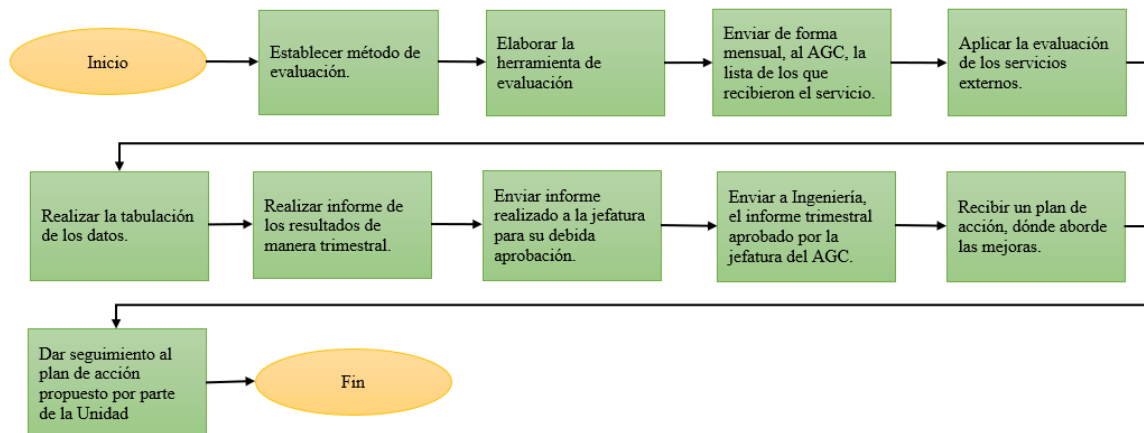 Inicio
Establecer método de
evaluación.
Elaborar la
herramienta de
evaluación
Enviar de forma
mensual, al AGC, la
lista de los que
recibieron el servicio.
Aplicar la evaluación
de los servicios
externos.
Realizar la tabulación
de los datos.
Realizar informe de
los resultados de
manera trimestral.
Enviar informe
realizado a la jefatura
para su debida
aprobación.
Enviar a Ingeniería,
el informe trimestral
aprobado por la
jefatura del AGC.
Recibir un plan de
acción, dónde aborde
las mejoras.
Dar seguimiento al
plan de acción
propuesto por parte
de la Unidad
Fin